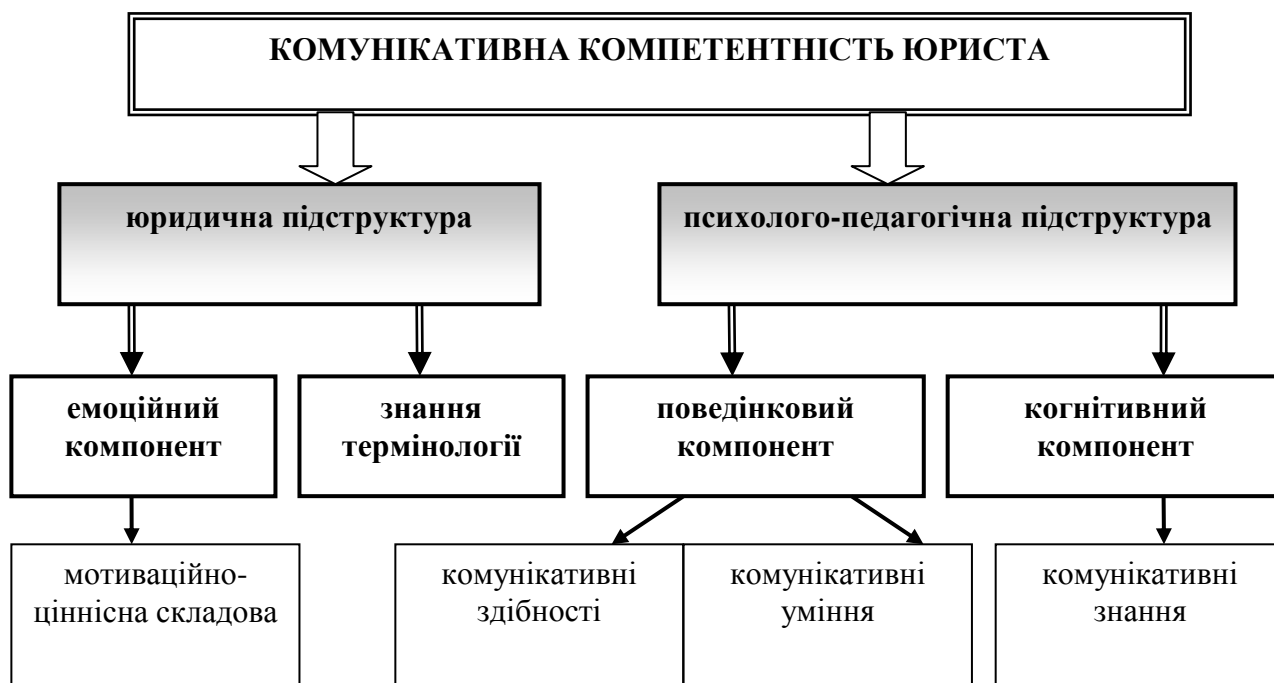 КОМУНІКАТИВНА КОМПЕТЕНТНІСТЬ ЮРИСТА
юридична підструктура
психолого-педагогічна підструктура
емоційний
компонент
знання
термінології
поведінковий
компонент
когнітивний
компонент
мотиваційно-
ціннісна складова
комунікативні
здібності
комунікативні
уміння
комунікативні
знання